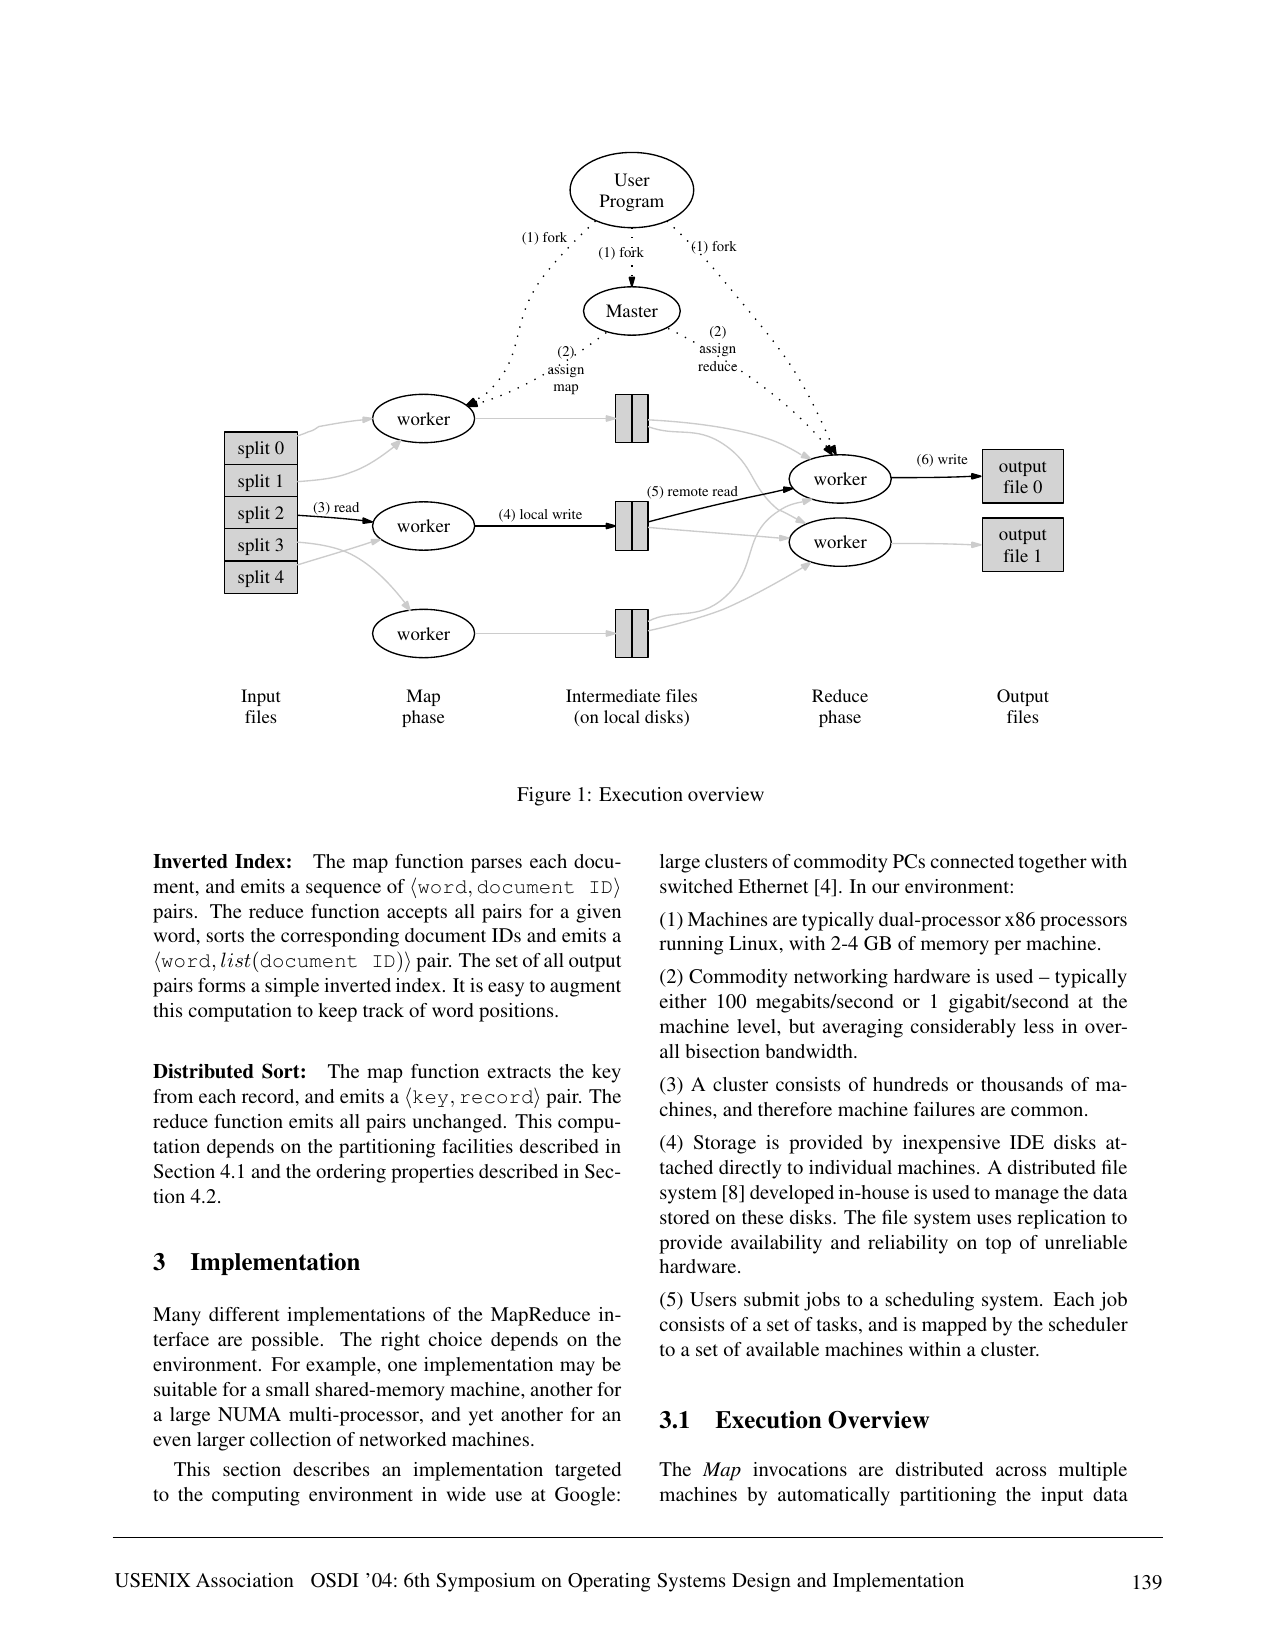 User
Program
(1) fork
(1) fork
(1) fork
Master
(2)
assign
map
(2)
assign
reduce
worker
split 0
split 1
split 2
split 3
split 4
(3) read
worker
(4) local write
(5) remote read
worker
(6) write
output
file 0
worker
output
file 1
worker
Input
files
Map
phase
Intermediate files
(on local disks)
Reduce
phase
Output
files
Figure 1: Execution overview
Inverted Index: The map function parses each docu-
ment, and emits a sequence of ⟨word, document ID⟩
pairs. The reduce function accepts all pairs for a given
word, sorts the corresponding document IDs and emits a
⟨word, list(document ID)⟩ pair. The set of all output
pairs forms a simple inverted index. It is easy to augment
this computation to keep track of word positions.
Distributed Sort: The map function extracts the key
from each record, and emits a ⟨key, record⟩ pair. The
reduce function emits all pairs unchanged. This compu-
tation depends on the partitioning facilities described in
Section 4.1 and the ordering properties described in Sec-
tion 4.2.
3 Implementation
Many different implementations of the MapReduce in-
terface are possible. The right choice depends on the
environment. For example, one implementation may be
suitable for a small shared-memory machine, another for
a large NUMA multi-processor, and yet another for an
even larger collection of networked machines.
This section describes an implementation targeted
to the computing environment in wide use at Google:
large clusters of commodity PCs connected together with
switched Ethernet [4]. In our environment:
(1) Machines are typically dual-processor x86 processors
running Linux, with 2-4 GB of memory per machine.
(2) Commodity networking hardware is used – typically
either 100 megabits/second or 1 gigabit/second at the
machine level, but averaging considerably less in over-
all bisection bandwidth.
(3) A cluster consists of hundreds or thousands of ma-
chines, and therefore machine failures are common.
(4) Storage is provided by inexpensive IDE disks at-
tached directly to individual machines. A distributed file
system [8] developed in-house is used to manage the data
stored on these disks. The file system uses replication to
provide availability and reliability on top of unreliable
hardware.
(5) Users submit jobs to a scheduling system. Each job
consists of a set of tasks, and is mapped by the scheduler
to a set of available machines within a cluster.
3.1 Execution Overview
The Map invocations are distributed across multiple
machines by automatically partitioning the input data
USENIX Association OSDI ’04: 6th Symposium on Operating Systems Design and Implementation
139